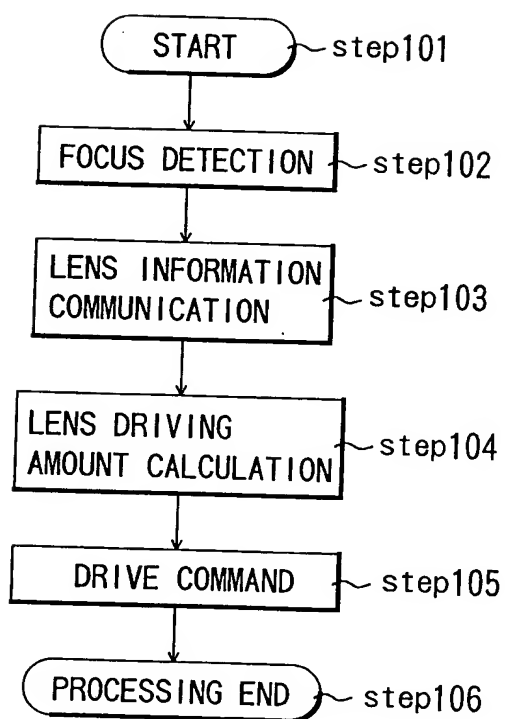 START step101
FOCUS DETECTION step102
LENS INFORMATION
COMMUNICATION step103
LENS DRIVING
AMOUNT CALCULATION step104
DRIVE COMMAND step105
PROCESSING END step106